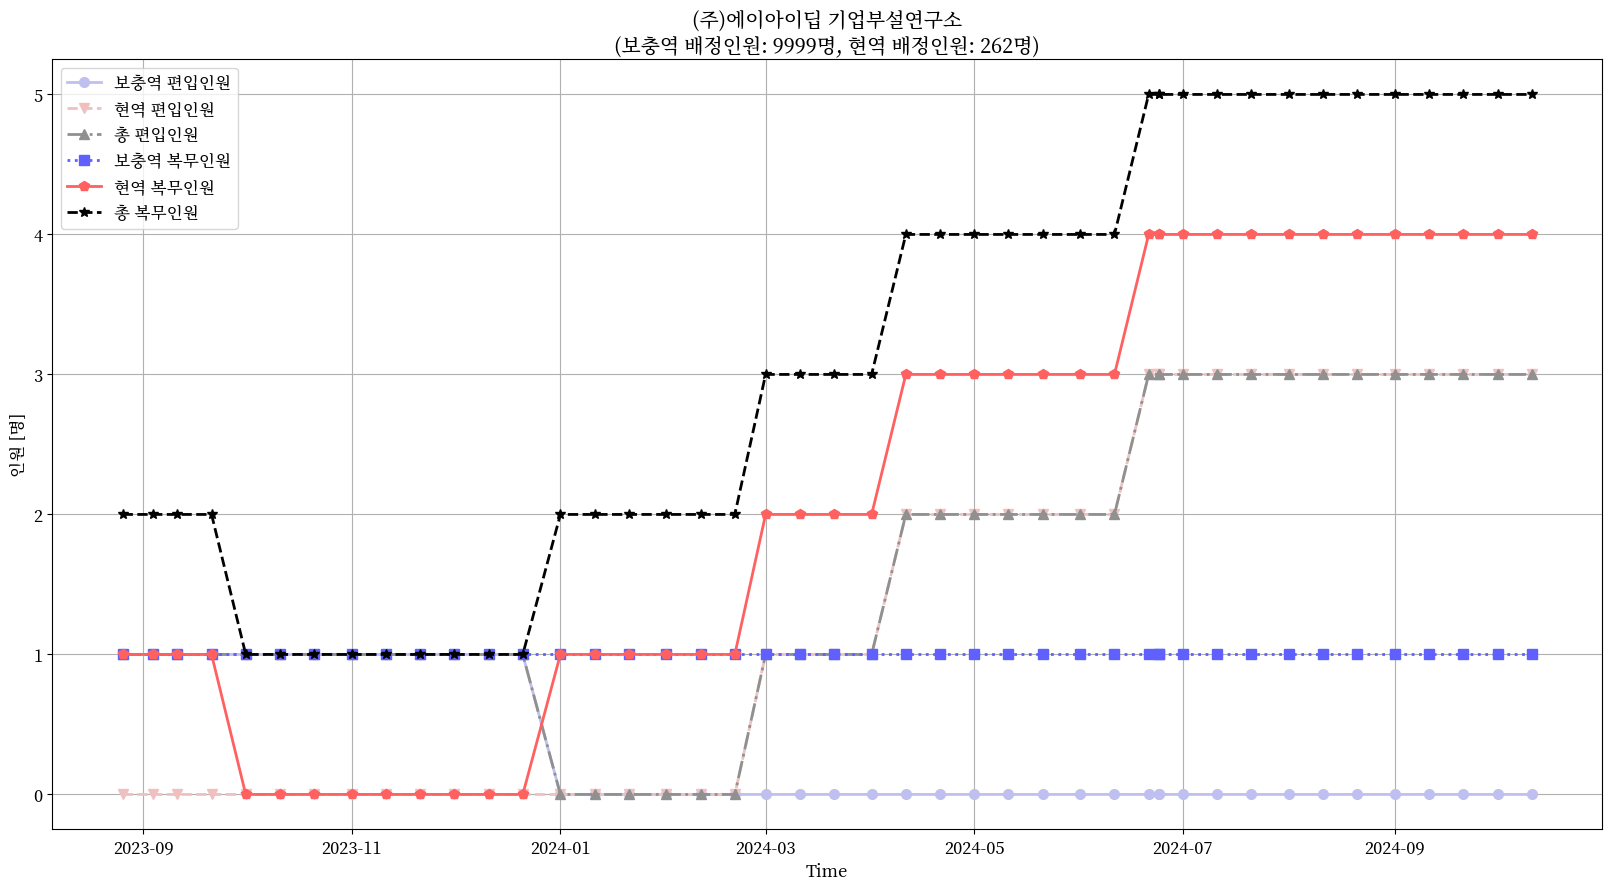 (주)에이아이딥 기업부설연구소
(보충역 배정인원: 9999명, 현역 배정인원: 262명)
보충역 편입인원
현역 편입인원
총 편입인원
보충역 복무인원
현역 복무인원
총 복무인원
5
4
3
2
1
0
인원 [명]
2023-09
2023-11
2024-01
2024-03
2024-05
2024-07
2024-09
Time